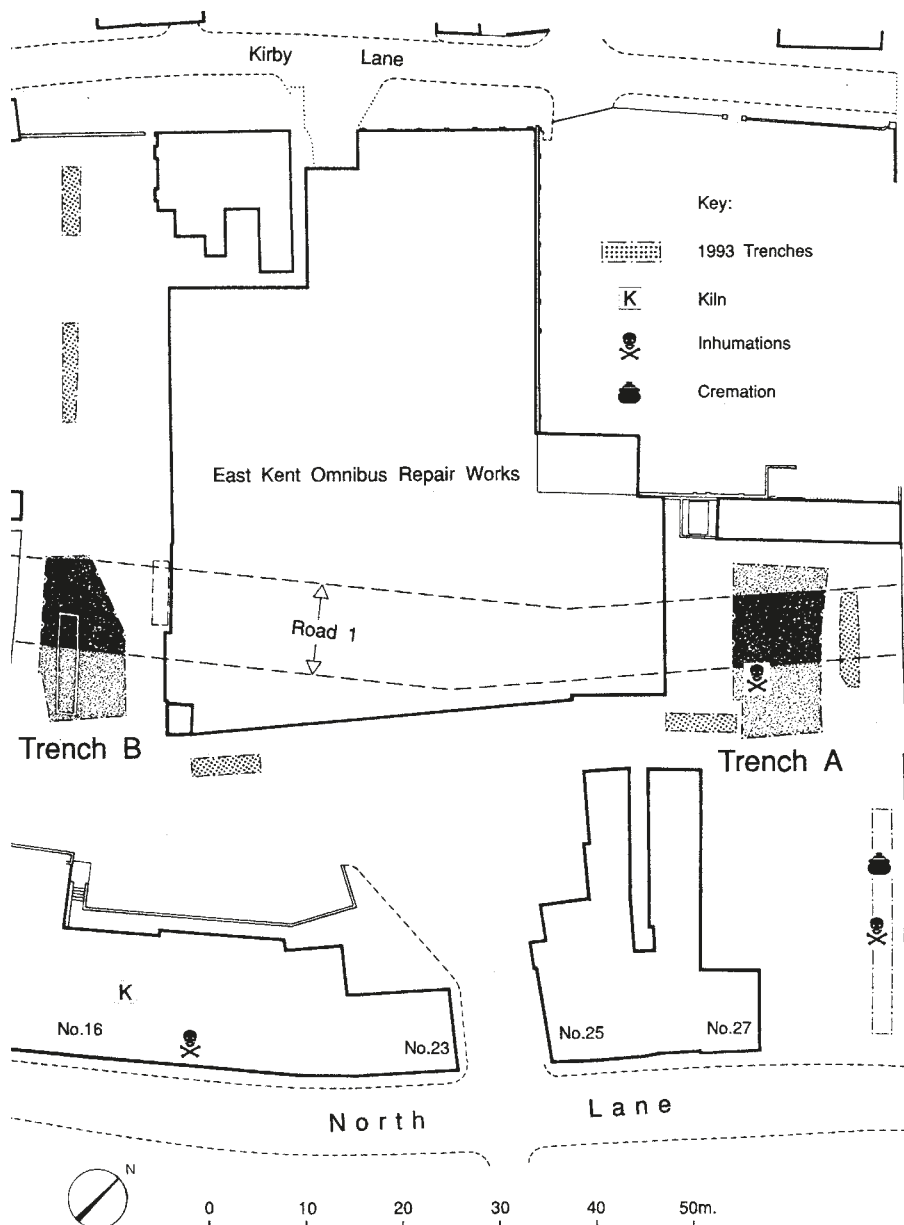 Kirby Lane
Key:
1993 Trenches
K Kiln
Inhumations
Cremation
East Kent Omnibus Repair Works
Road 1
Trench B
Trench A
K
No.16
No.23
No.25
No.27
North Lane
N
0 10 20 30 40 50m.